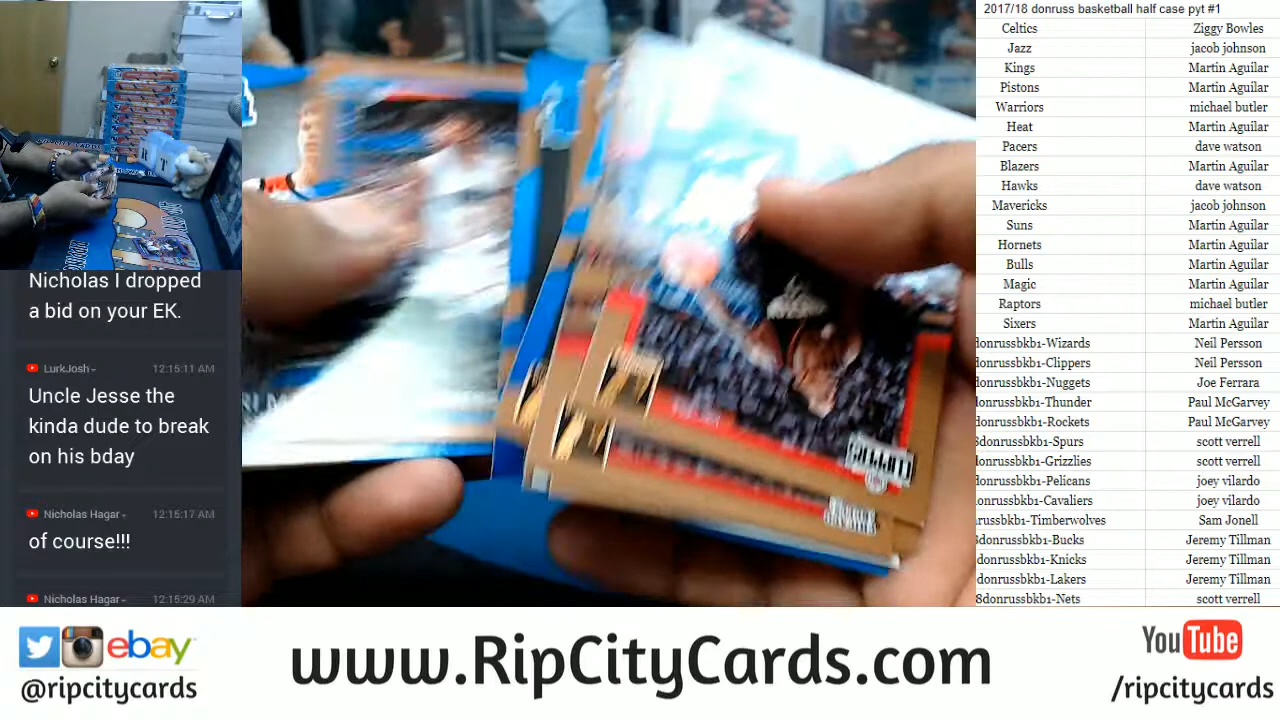 2017/18 donruss basketball half case pyt #1
Celtics Ziggy Bowles
Jazz jacob johnson
Kings Martin Aguilar
Pistons Martin Aguilar
Warriors michael butler
Heat Martin Aguilar
Pacers dave watson
Blazers Martin Aguilar
Hawks dave watson
Mavericks jacob johnson
Suns Martin Aguilar
Hornets Martin Aguilar
Bulls Martin Aguilar
Magic Martin Aguilar
Raptors michael butler
Sixers Martin Aguilar
donrussbkb1-Wizards Neil Persson
donrussbkb1-Clippers Neil Persson
donrussbkb1-Nuggets Joe Ferrara
donrussbkb1-Thunder Paul McGarvey
donrussbkb1-Rockets Paul McGarvey
donrussbkb1-Spurs scott verrell
donrussbkb1-Grizzlies scott verrell
donrussbkb1-Pelicans joey vilardo
donrussbkb1-Cavaliers joey vilardo
russbkb1-Timberwolves Sam Jonell
8donrussbkb1-Bucks Jeremy Tillman
donrussbkb1-Knicks Jeremy Tillman
donrussbkb1-Lakers Jeremy Tillman
8donrussbkb1-Nets scott verrell
Nicholas I dropped
a bid on your EK.
LurkJosh 12:15:11 AM
Uncle Jesse the
kinda dude to break
on his bday
Nicholas Hagar 12:15:17 AM
of course!!!
Nicholas Hagar 12:15:29 AM
ebay
@ripcitycards
www.RipCityCards.com
YouTube
/ripcitycards